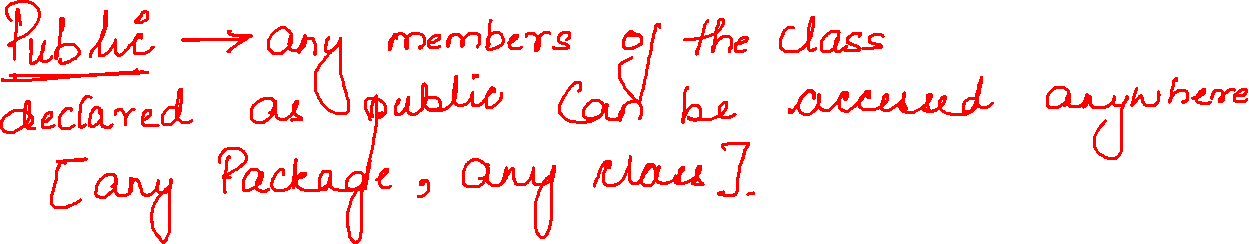 Public → any members of the class
declared as public can be accessed anywhere
[any Package, any class].